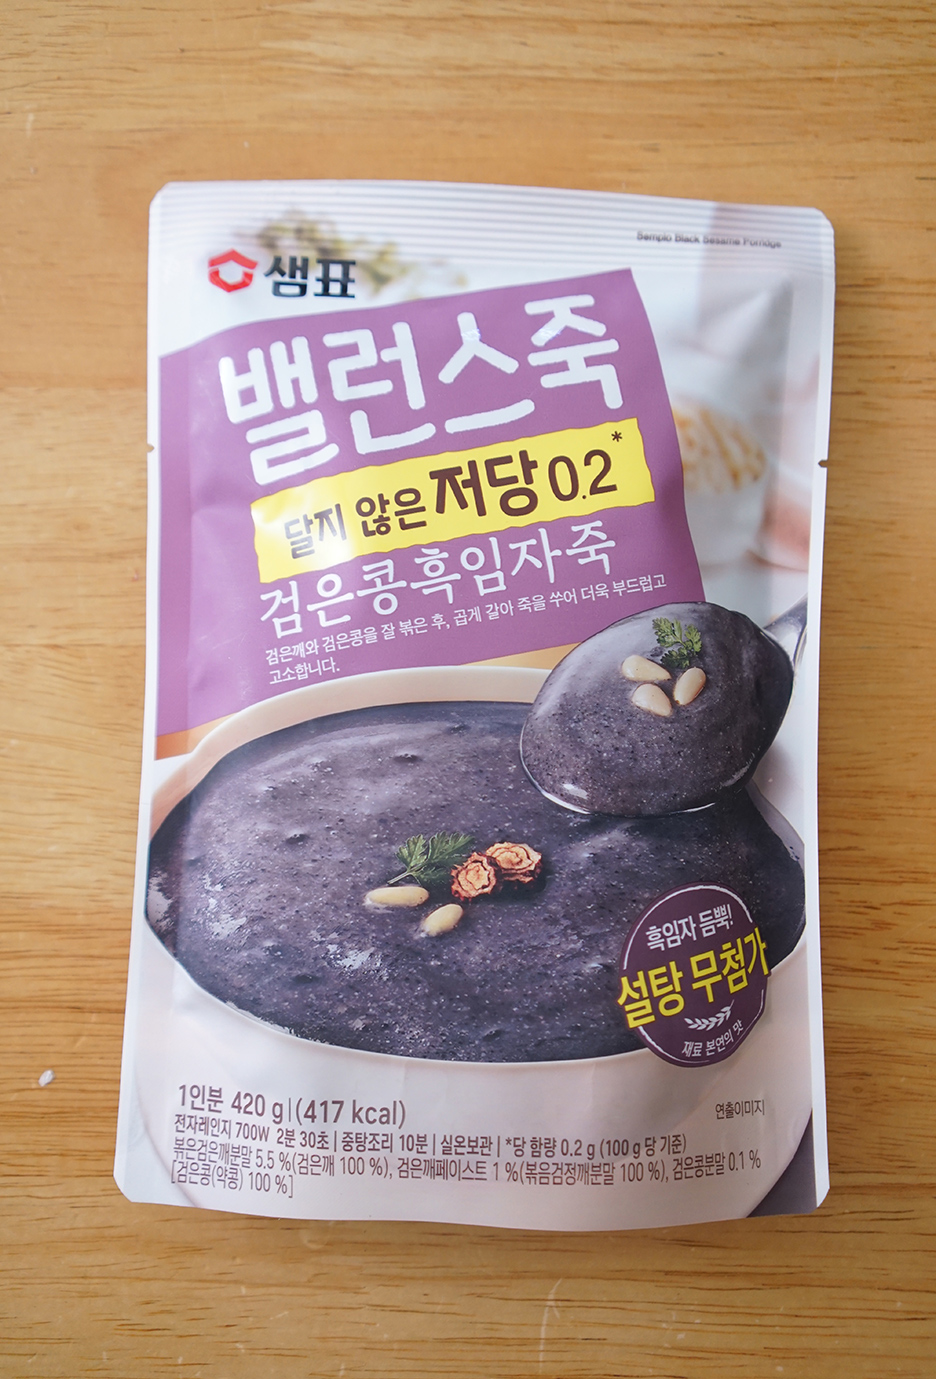 Sempio Black Sesame Porridge
샘표
밸런스죽
달지 않은 저당 0.2*
검은콩흑임자죽
검은깨와 검은콩을 잘 볶은 후, 곱게 갈아 죽을 쑤어 더욱 부드럽고
고소합니다.
흑임자 듬뿍!
설탕 무첨가
재료 본연의 맛
1인분 420 g | (417 kcal)
연출이미지
전자레인지 700W 2분 30초 | 중탕조리 10분 | 실온보관 | *당 함량 0.2 g (100 g 당 기준)
볶은검은깨분말 5.5 %(검은깨 100 %), 검은깨페이스트 1 %(볶음검정깨분말 100 %), 검은콩분말 0.1 %
[검은콩(약콩) 100 %]